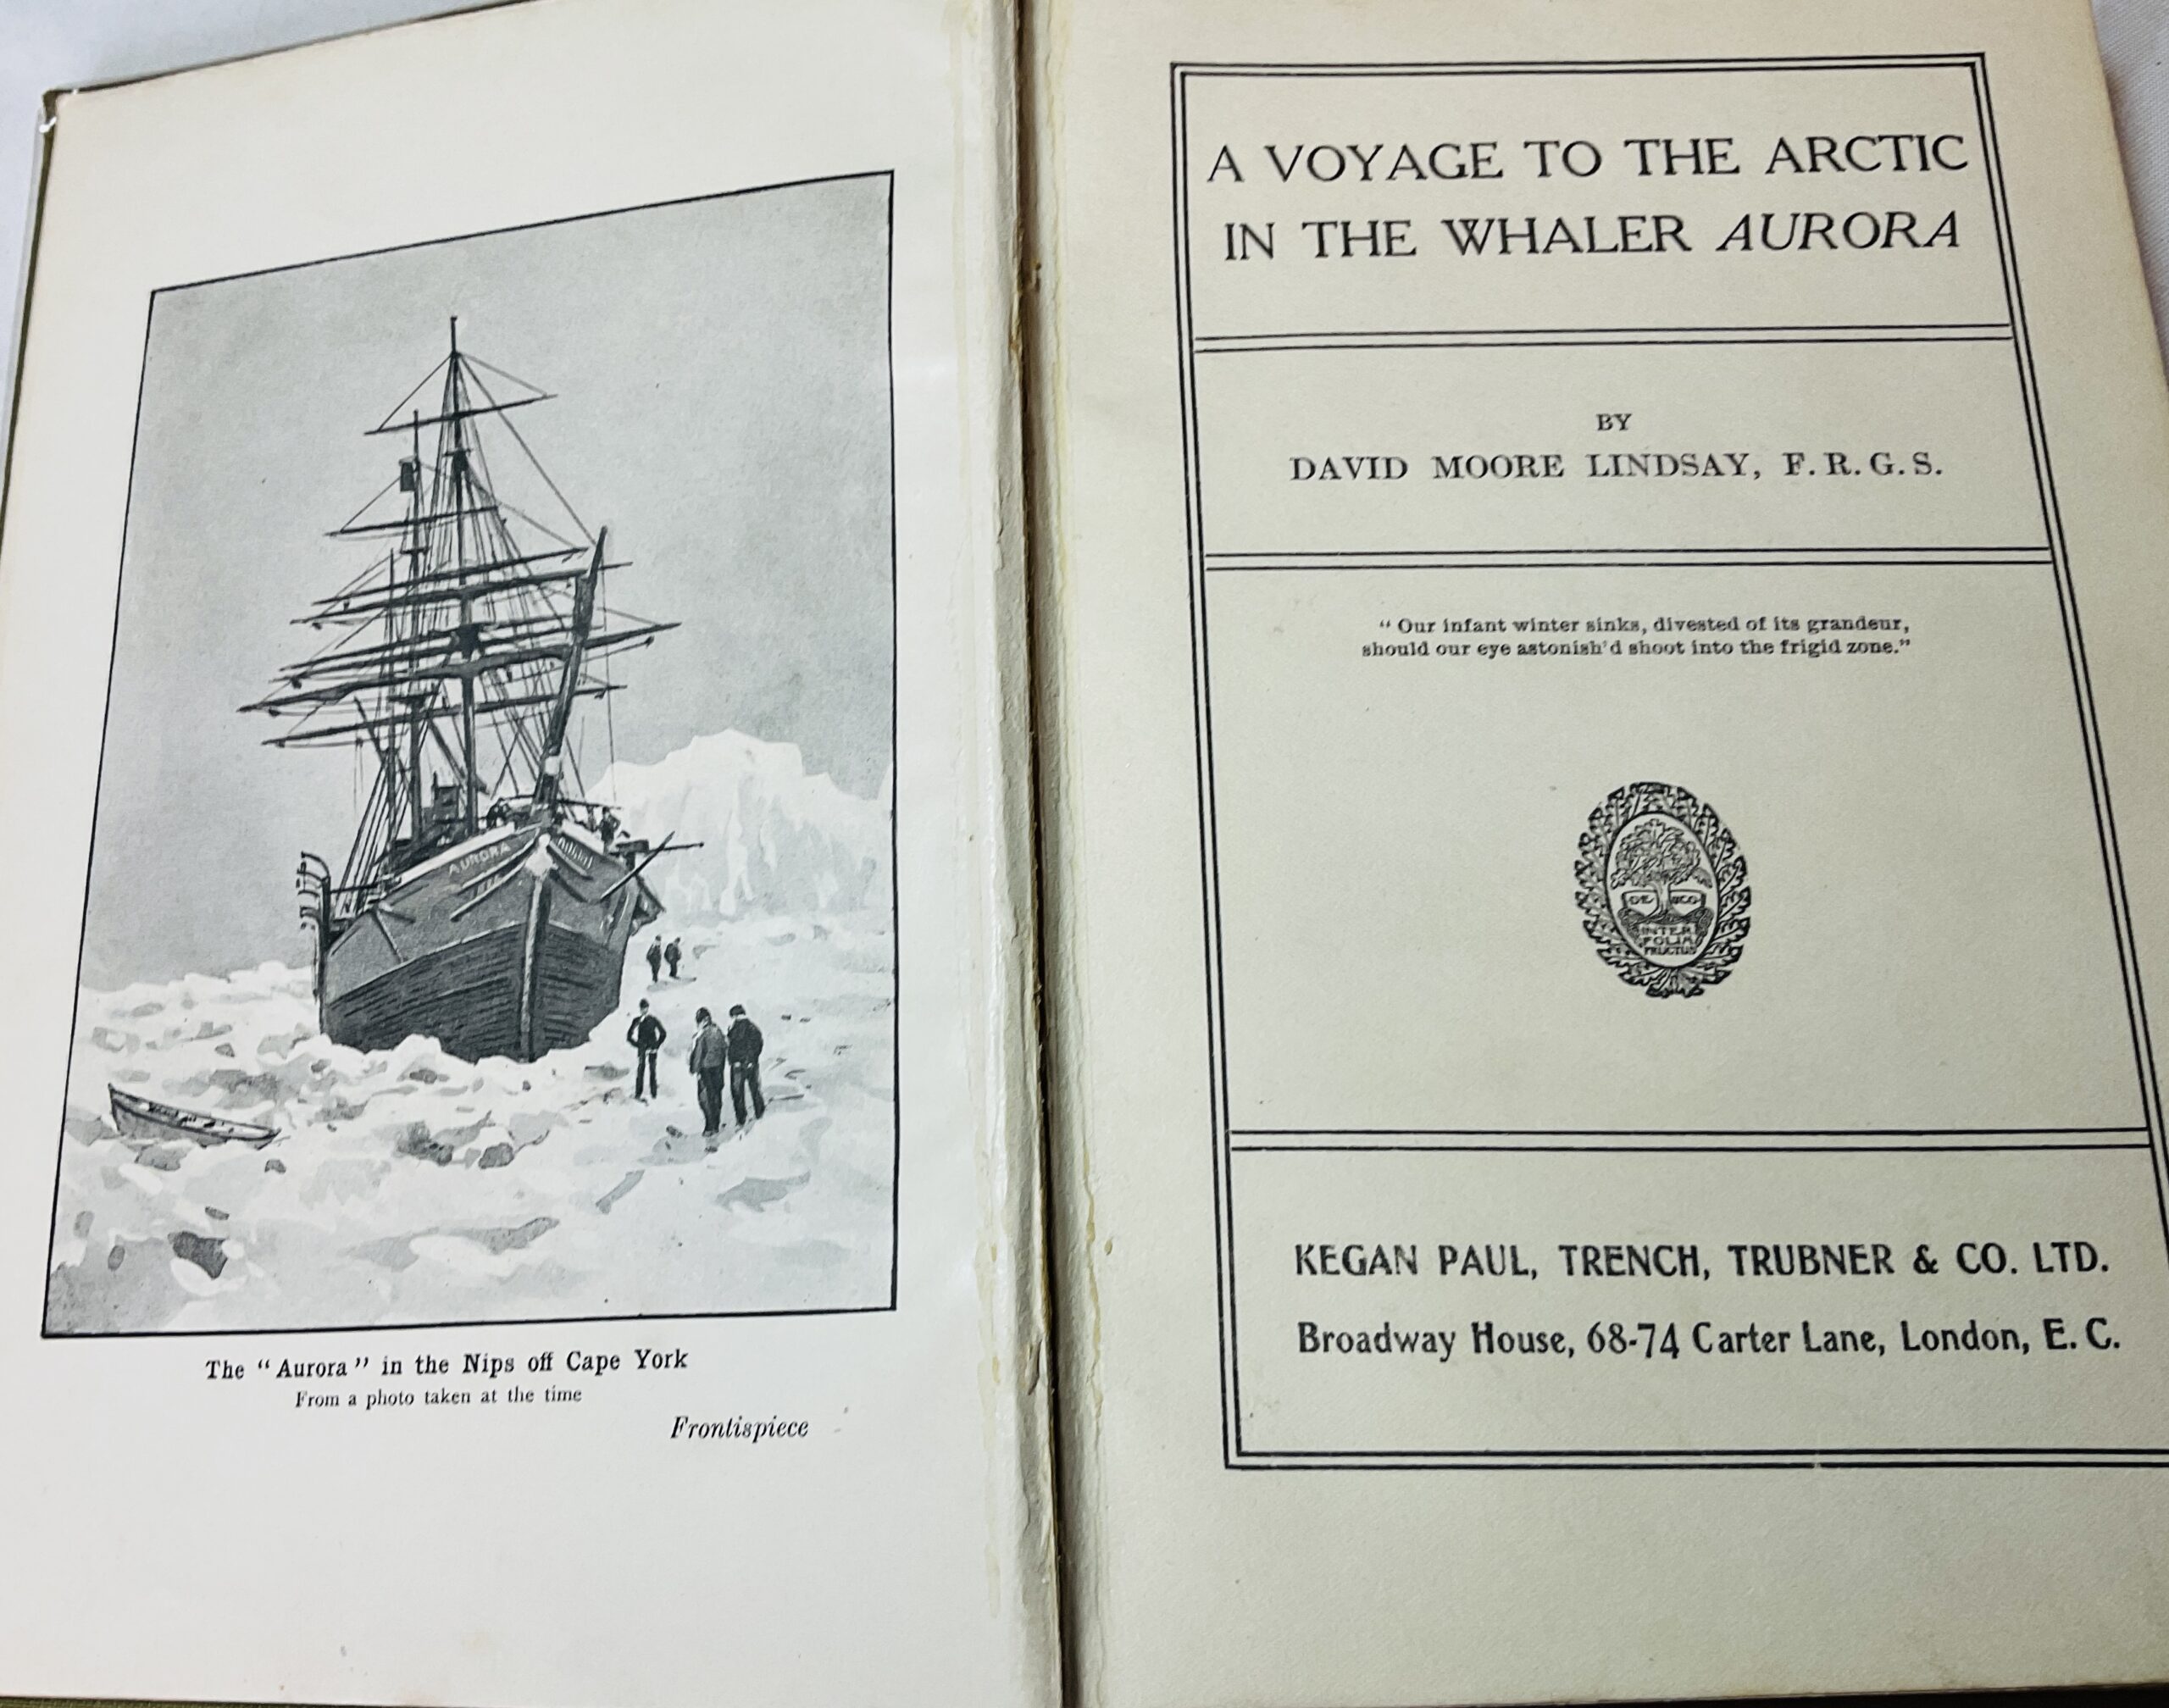 AURORA
The "Aurora" in the Nips off Cape York
From a photo taken at the time
Frontispiece
A VOYAGE TO THE ARCTIC
IN THE WHALER AURORA
BY
DAVID MOORE LINDSAY, F.R.G.S.
"Our infant winter sinks, divested of its grandeur,
should our eye astonish'd shoot into the frigid zone."
INTER
FOLIA
FRUCTUS
KEGAN PAUL, TRENCH, TRUBNER & CO. LTD.
Broadway House, 68-74 Carter Lane, London, E. C.